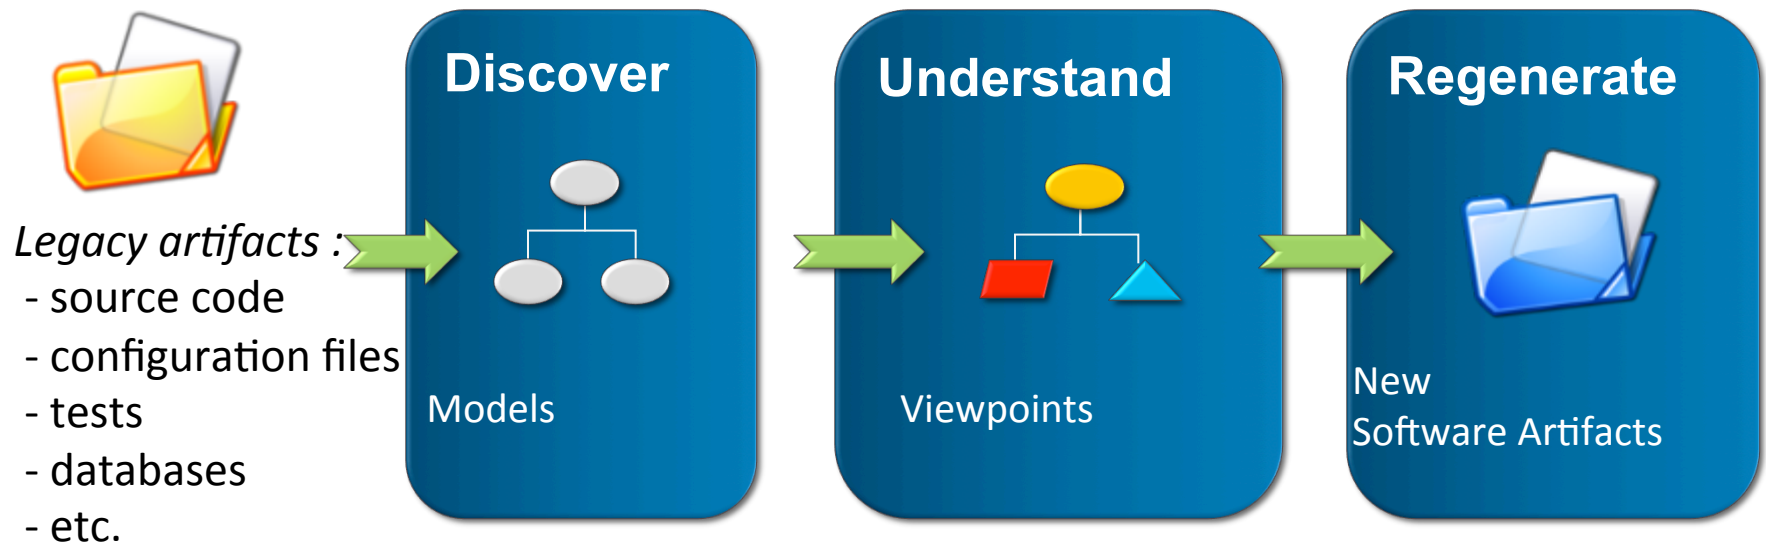 Legacy artifacts :
- source code
- configuration files
- tests
- databases
- etc.
Discover
Models
Understand
Viewpoints
Regenerate
New
Software Artifacts